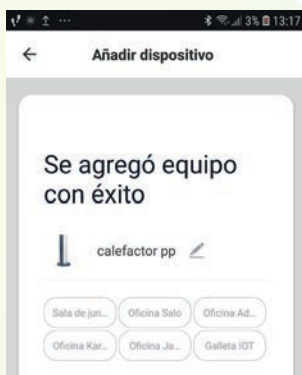 3% 13:17
Añadir dispositivo
Se agregó equipo
con éxito
calefactor pp
Sala de jun... Oficina Salo Oficina Ad...
Oficina Kar... Oficina Ja... Galleta IOT